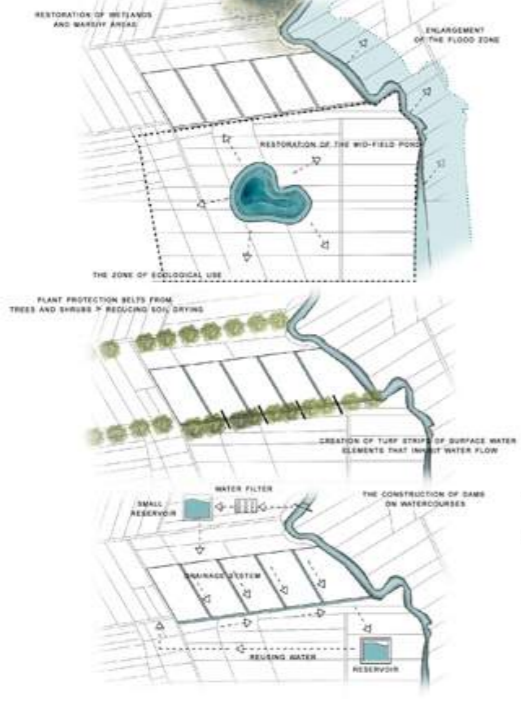 RESTORATION OF WETLANDS
AND MARSHY AREAS
ENLARGEMENT
OF THE FLOOD ZONE
RESTORATION OF THE MID-FIELD POND
THE ZONE OF ECOLOGICAL USE
PLANT PROTECTION BELTS FROM
TREES AND SHRUBS > REDUCING SOIL DRYING
CREATION OF TURF STRIPS OF SURFACE WATER
ELEMENTS THAT INHIBIT WATER FLOW
WATER FILTER
SMALL
RESERVOIR
THE CONSTRUCTION OF DAMS
ON WATERCOURSES
DRAINAGE SYSTEM
REUSING WATER
RESERVOIR